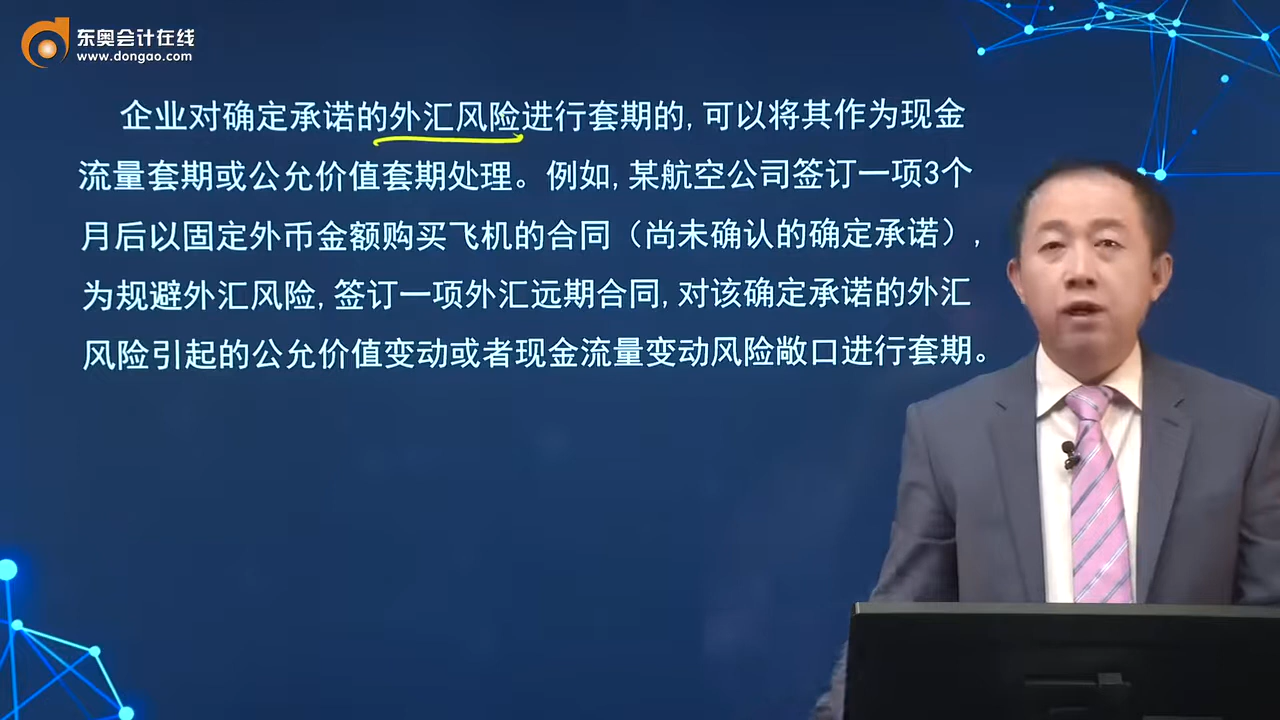 东奥会计在线
www.dongao.com
企业对确定承诺的外汇风险进行套期的,可以将其作为现金
流量套期或公允价值套期处理。例如,某航空公司签订一项3个
月后以固定外币金额购买飞机的合同（尚未确认的确定承诺）,
为规避外汇风险,签订一项外汇远期合同,对该确定承诺的外汇
风险引起的公允价值变动或者现金流量变动风险敞口进行套期。